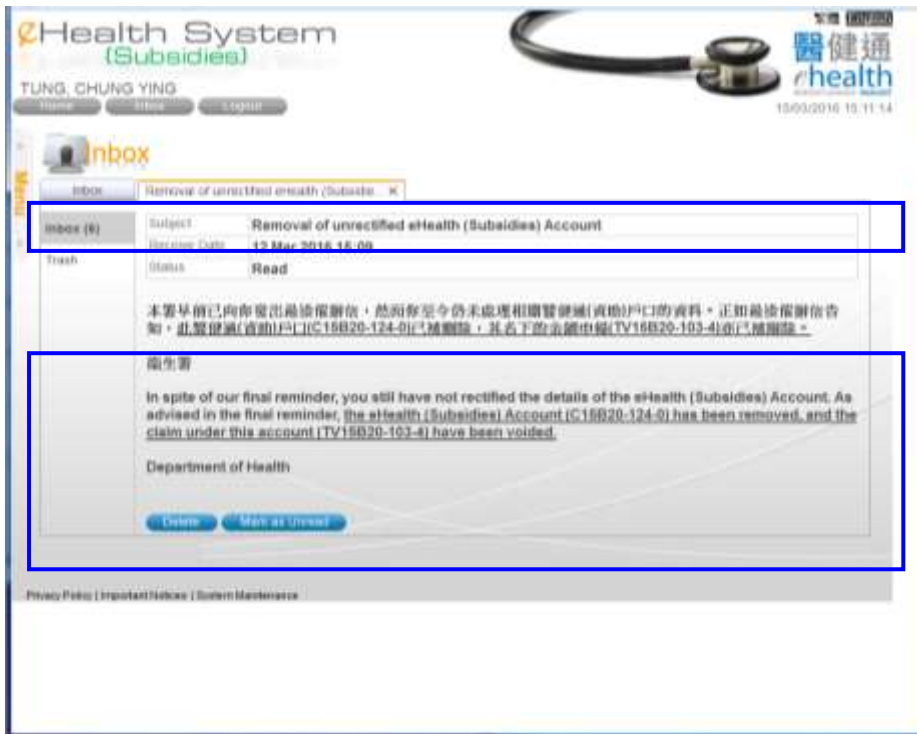 eHealth System
(Subsidies)
醫健通
ehealth
TUNG, CHUNG YING
Home Inbox Logout
15/03/2016 15:11:14
Inbox
Menu
Inbox Removal of unrectified eHealth (Subsidie...
Inbox (6)
Subject Removal of unrectified eHealth (Subsidies) Account
Receive Date 12 Mar 2016 15:09
Trash
Status Read
本署早前已向你發出最後催辦信,然而你至今仍未處理相關醫健通(資助)戶口的資料。正如最後催辦信告
知,此醫健通(資助)戶口(C15B20-124-0)已被刪除,其名下的金額申報(TV15B20-103-4)亦已被刪除。
衞生署
In spite of our final reminder, you still have not rectified the details of the eHealth (Subsidies) Account. As
advised in the final reminder, the eHealth (Subsidies) Account (C15B20-124-0) has been removed, and the
claim under this account (TV15B20-103-4) have been voided.
Department of Health
Delete Mark as Unread
Privacy Policy | Important Notices | System Maintenance